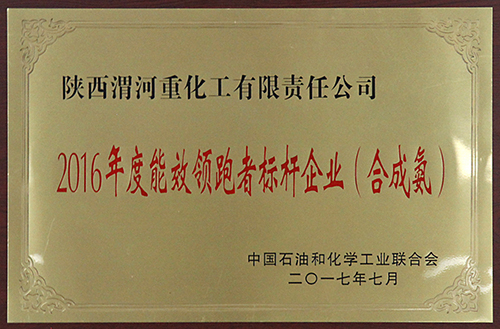 陕西渭河重化工有限责任公司
2016年度能效领跑者标杆企业（合成氨）
中国石油和化学工业联合会
二〇一七年七月